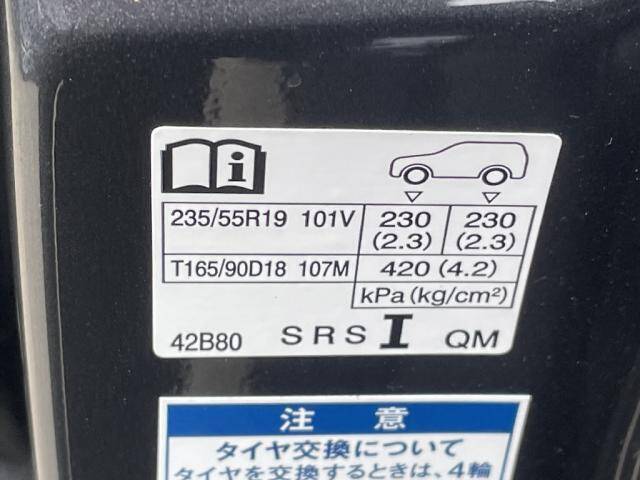 i
235/55R19 101V 230 (2.3) 230 (2.3)
T165/90D18 107M 420 (4.2)
kPa(kg/cm²)
42B80 SRS I QM
注 意
タイヤ交換について
タイヤを交換するときは、4輪